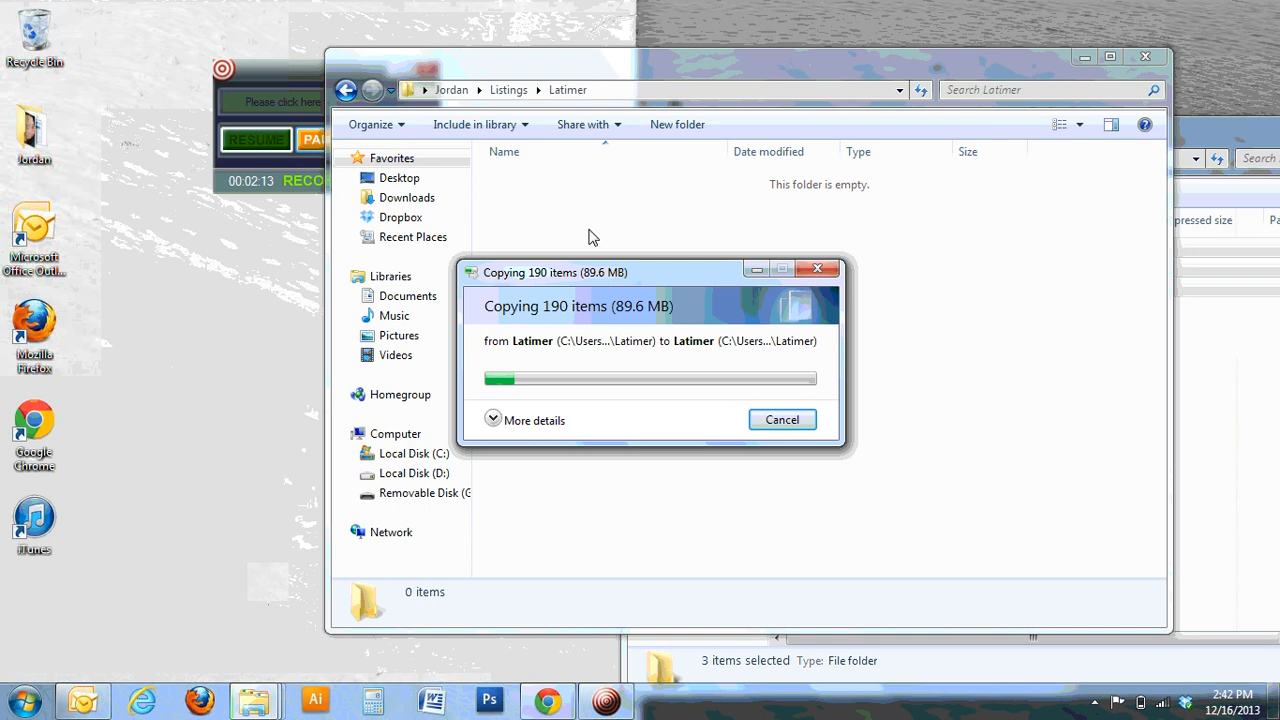 Recycle Bin
Jordan
Microsoft
Office Outl...
Mozilla
Firefox
Google
Chrome
iTunes
Please click here
RESUME
PA
00:02:13 RECO
Jordan Listings Latimer
Search Latimer
Organize Include in library Share with New folder
Name Date modified Type Size
This folder is empty.
Favorites
Desktop
Downloads
Dropbox
Recent Places
Libraries
Documents
Music
Pictures
Videos
Homegroup
Computer
Local Disk (C:)
Local Disk (D:)
Removable Disk (G
Network
0 items
Copying 190 items (89.6 MB)
Copying 190 items (89.6 MB)
from Latimer (C:\Users...\Latimer) to Latimer (C:\Users...\Latimer)
More details
Cancel
Search
pressed size
Pa
3 items selected Type: File folder
Ai
W
Ps
2:42 PM
12/16/2013